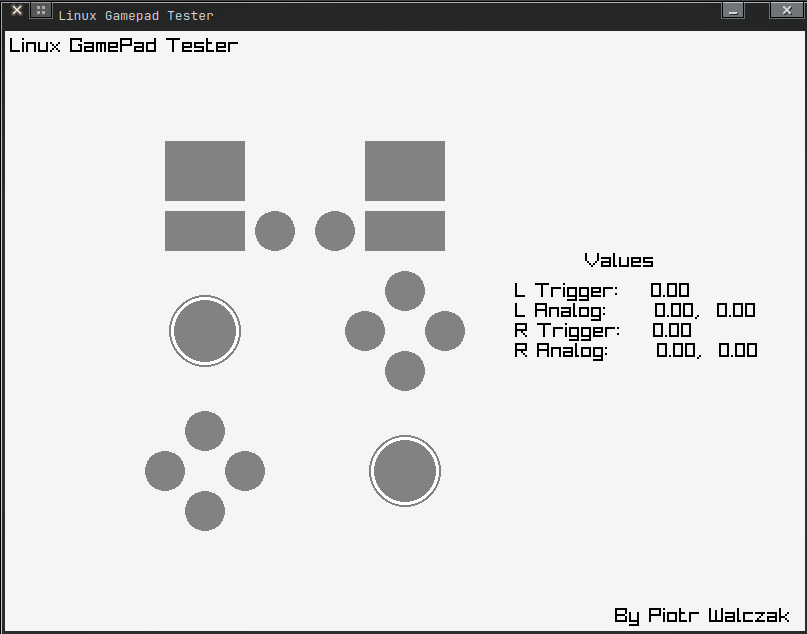 Linux Gamepad Tester
Linux GamePad Tester
Values
L Trigger: 0.00
L Analog: 0.00, 0.00
R Trigger: 0.00
R Analog: 0.00, 0.00
By Piotr Walczak